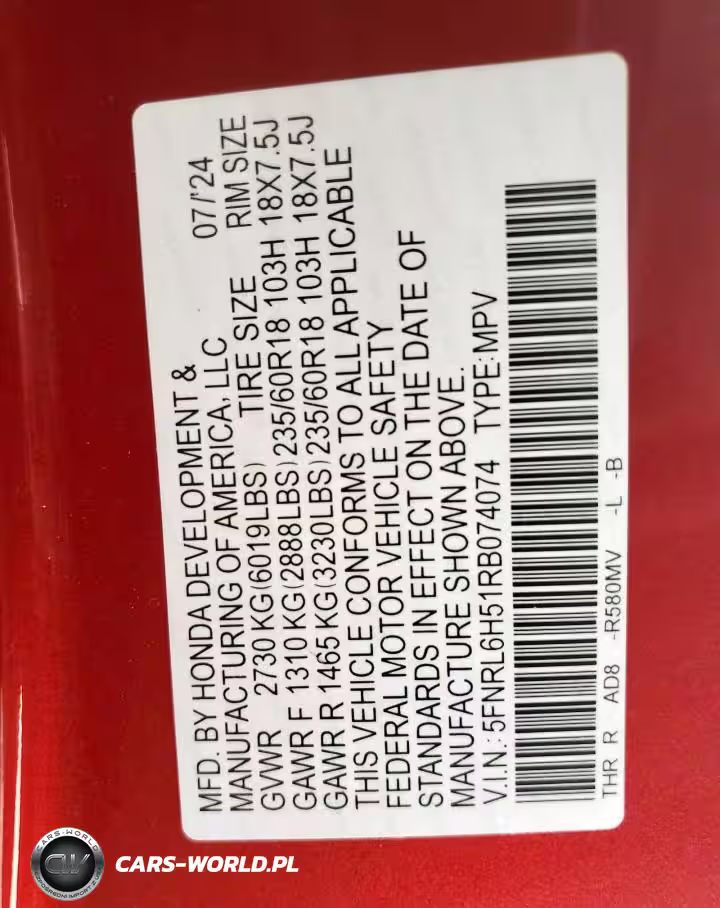 MFD. BY HONDA DEVELOPMENT &
MANUFACTURING OF AMERICA, LLC 07/'24
GVWR 2730 KG(6019LBS) TIRE SIZE RIM SIZE
GAWR F 1310 KG(2888LBS) 235/60R18 103H 18X7.5J
GAWR R 1465 KG(3230LBS) 235/60R18 103H 18X7.5J
THIS VEHICLE CONFORMS TO ALL APPLICABLE
FEDERAL MOTOR VEHICLE SAFETY
STANDARDS IN EFFECT ON THE DATE OF
MANUFACTURE SHOWN ABOVE.
V.I.N.: 5FNRL6H51RB074074 TYPE: MPV
THR R AD8 -R580MV -L -B
CARS-WORLD
CW
CARS-WORLD.PL